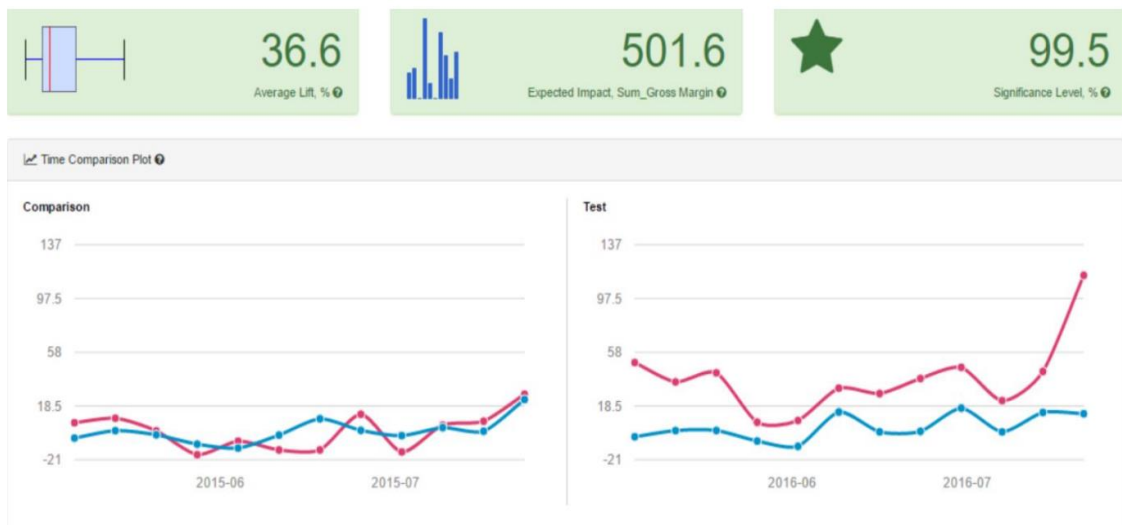 36.6
Average Lift, %
501.6
Expected Impact, Sum_Gross Margin
99.5
Significance Level, %
Time Comparison Plot
Comparison
137
97.5
58
18.5
-21
2015-06 2015-07
Test
137
97.5
58
18.5
-21
2016-06 2016-07